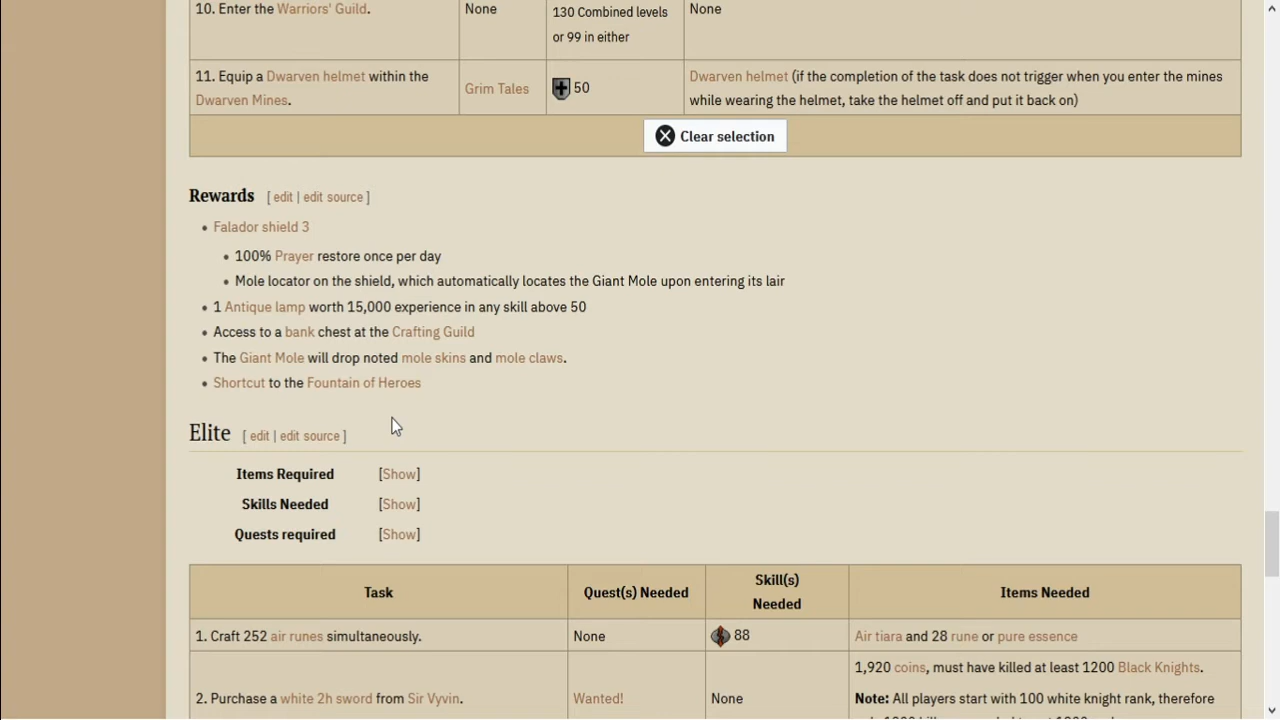 10. Enter the Warriors' Guild.
None
130 Combined levels
or 99 in either
None
11. Equip a Dwarven helmet within the
Dwarven Mines.
Grim Tales
50
Dwarven helmet (if the completion of the task does not trigger when you enter the mines
while wearing the helmet, take the helmet off and put it back on)
Clear selection
Rewards [ edit | edit source ]
• Falador shield 3
• 100% Prayer restore once per day
• Mole locator on the shield, which automatically locates the Giant Mole upon entering its lair
• 1 Antique lamp worth 15,000 experience in any skill above 50
• Access to a bank chest at the Crafting Guild
• The Giant Mole will drop noted mole skins and mole claws.
• Shortcut to the Fountain of Heroes
Elite [ edit | edit source ]
Items Required [Show]
Skills Needed [Show]
Quests required [Show]
Task
Quest(s) Needed
Skill(s)
Needed
Items Needed
1. Craft 252 air runes simultaneously.
None
88
Air tiara and 28 rune or pure essence
2. Purchase a white 2h sword from Sir Vyvin.
Wanted!
None
1,920 coins, must have killed at least 1200 Black Knights.
Note: All players start with 100 white knight rank, therefore